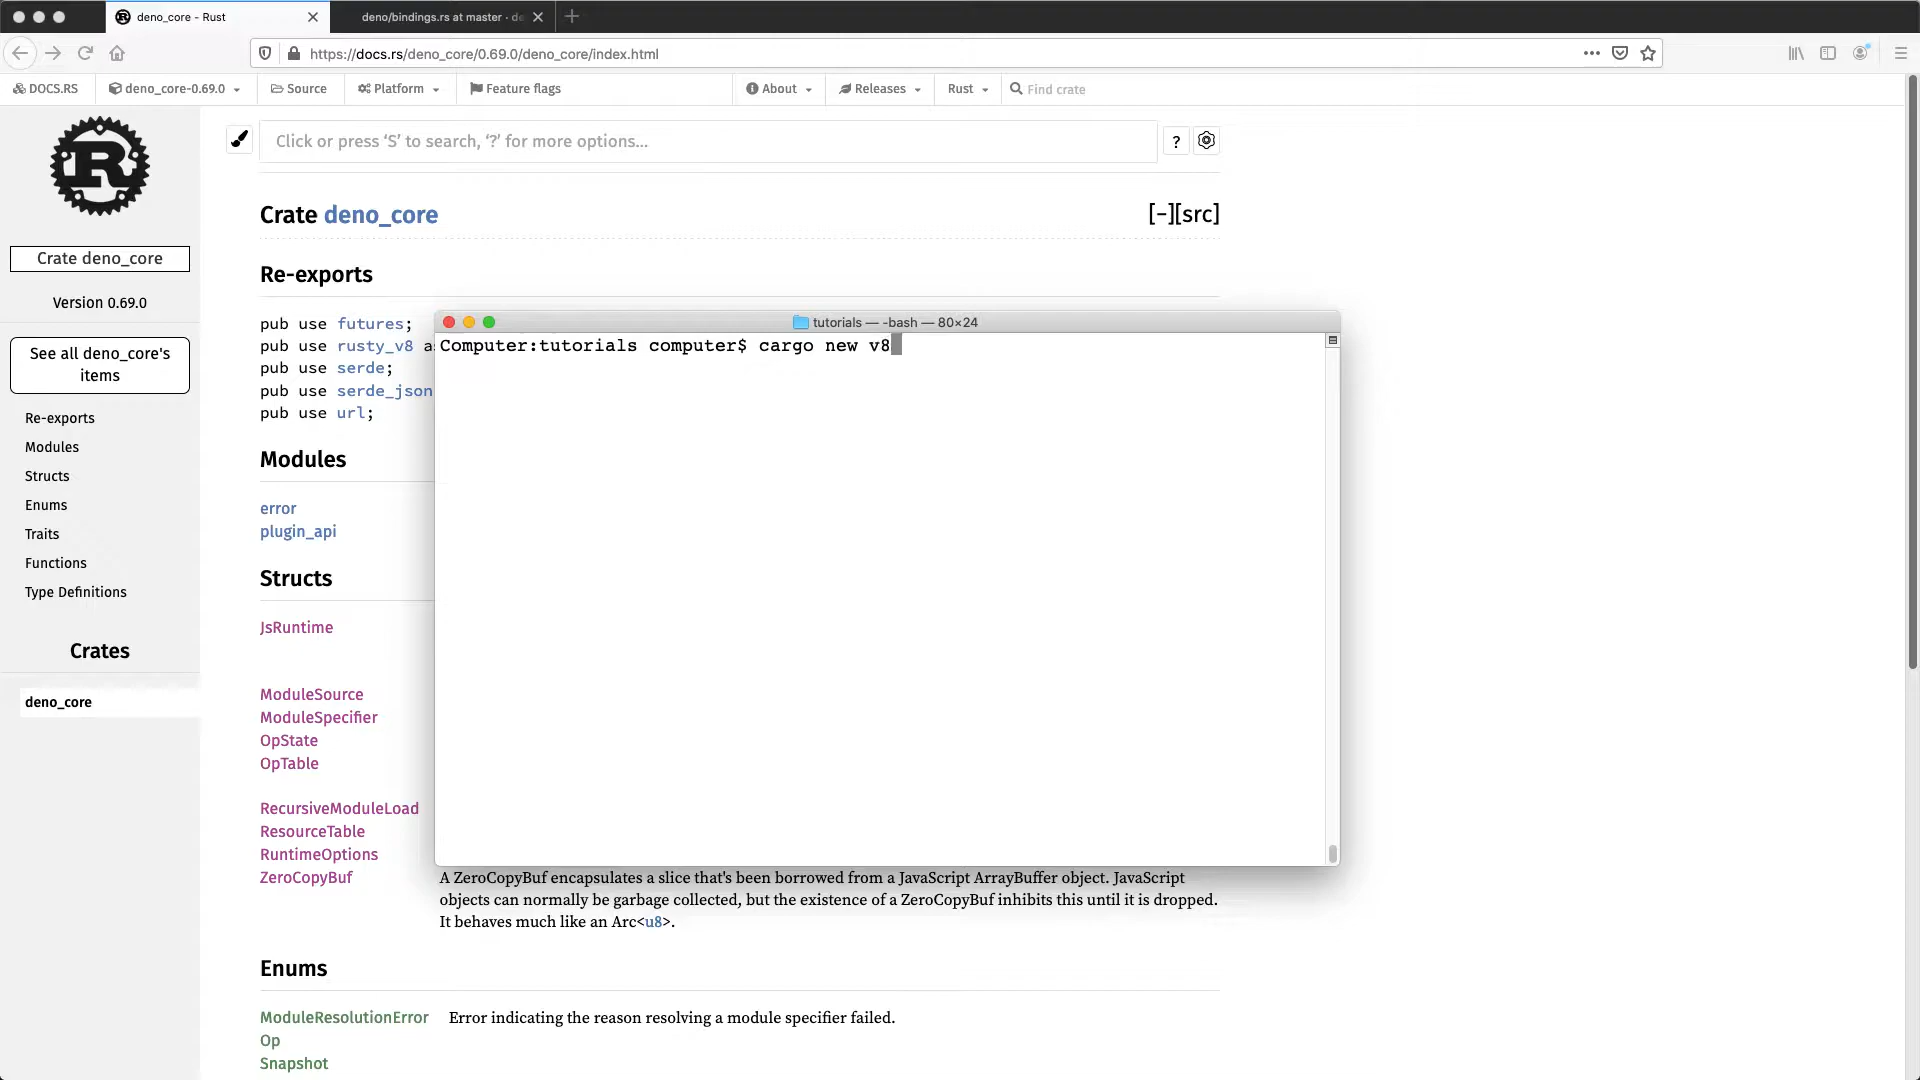 deno_core - Rust
deno/bindings.rs at master · de
https://docs.rs/deno_core/0.69.0/deno_core/index.html
DOCS.RS
deno_core-0.69.0
Source
Platform
Feature flags
About
Releases
Rust
Find crate
Click or press ‘S’ to search, ‘?’ for more options…
?
Crate deno_core
[-][src]
Crate deno_core
Version 0.69.0
See all deno_core's
items
Re-exports
Modules
Structs
Enums
Traits
Functions
Type Definitions
Crates
deno_core
Re-exports
pub use futures;
pub use rusty_v8 as
pub use serde;
pub use serde_json
pub use url;
tutorials — -bash — 80×24
Computer:tutorials computer$ cargo new v8
Modules
error
plugin_api
Structs
JsRuntime
ModuleSource
ModuleSpecifier
OpState
OpTable
RecursiveModuleLoad
ResourceTable
RuntimeOptions
ZeroCopyBuf
A ZeroCopyBuf encapsulates a slice that's been borrowed from a JavaScript ArrayBuffer object. JavaScript
objects can normally be garbage collected, but the existence of a ZeroCopyBuf inhibits this until it is dropped.
It behaves much like an Arc<u8>.
Enums
ModuleResolutionError
Error indicating the reason resolving a module specifier failed.
Op
Snapshot